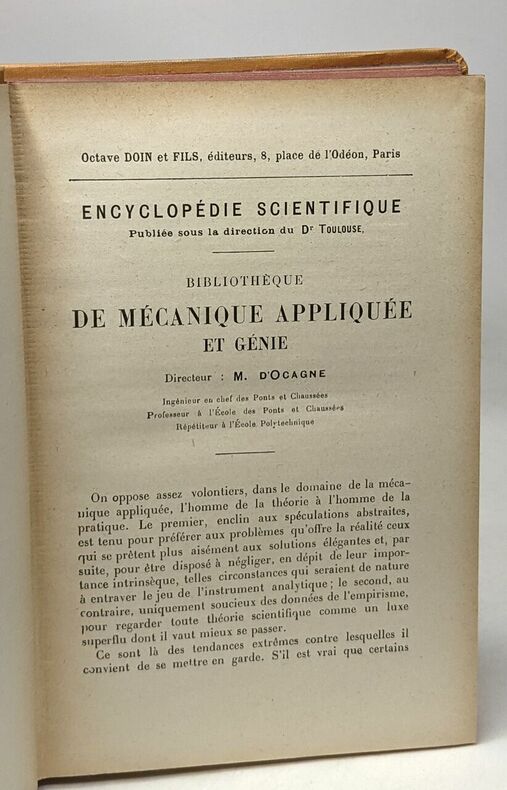 Octave DOIN et FILS, éditeurs, 8, place de l'Odéon, Paris
ENCYCLOPÉDIE SCIENTIFIQUE
Publiée sous la direction du Dr TOULOUSE,
BIBLIOTHÈQUE
DE MÉCANIQUE APPLIQUÉE
ET GÉNIE
Directeur : M. D'OCAGNE
Ingénieur en chef des Ponts et Chaussées
Professeur à l'École des Ponts et Chaussées
Répétiteur à l'École Polytechnique
On oppose assez volontiers, dans le domaine de la méca-
nique appliquée, l'homme de la théorie à l'homme de la
pratique. Le premier, enclin aux spéculations abstraites,
est tenu pour préférer aux problèmes qu'offre la réalité ceux
qui se prêtent plus aisément aux solutions élégantes et, par
suite, pour être disposé à négliger, en dépit de leur impor-
tance intrinsèque, telles circonstances qui seraient de nature
à entraver le jeu de l'instrument analytique ; le second, au
contraire, uniquement soucieux des données de l'empirisme,
pour regarder toute théorie scientifique comme un luxe
superflu dont il vaut mieux se passer.
Ce sont là des tendances extrêmes contre lesquelles il
convient de se mettre en garde. S'il est vrai que certains